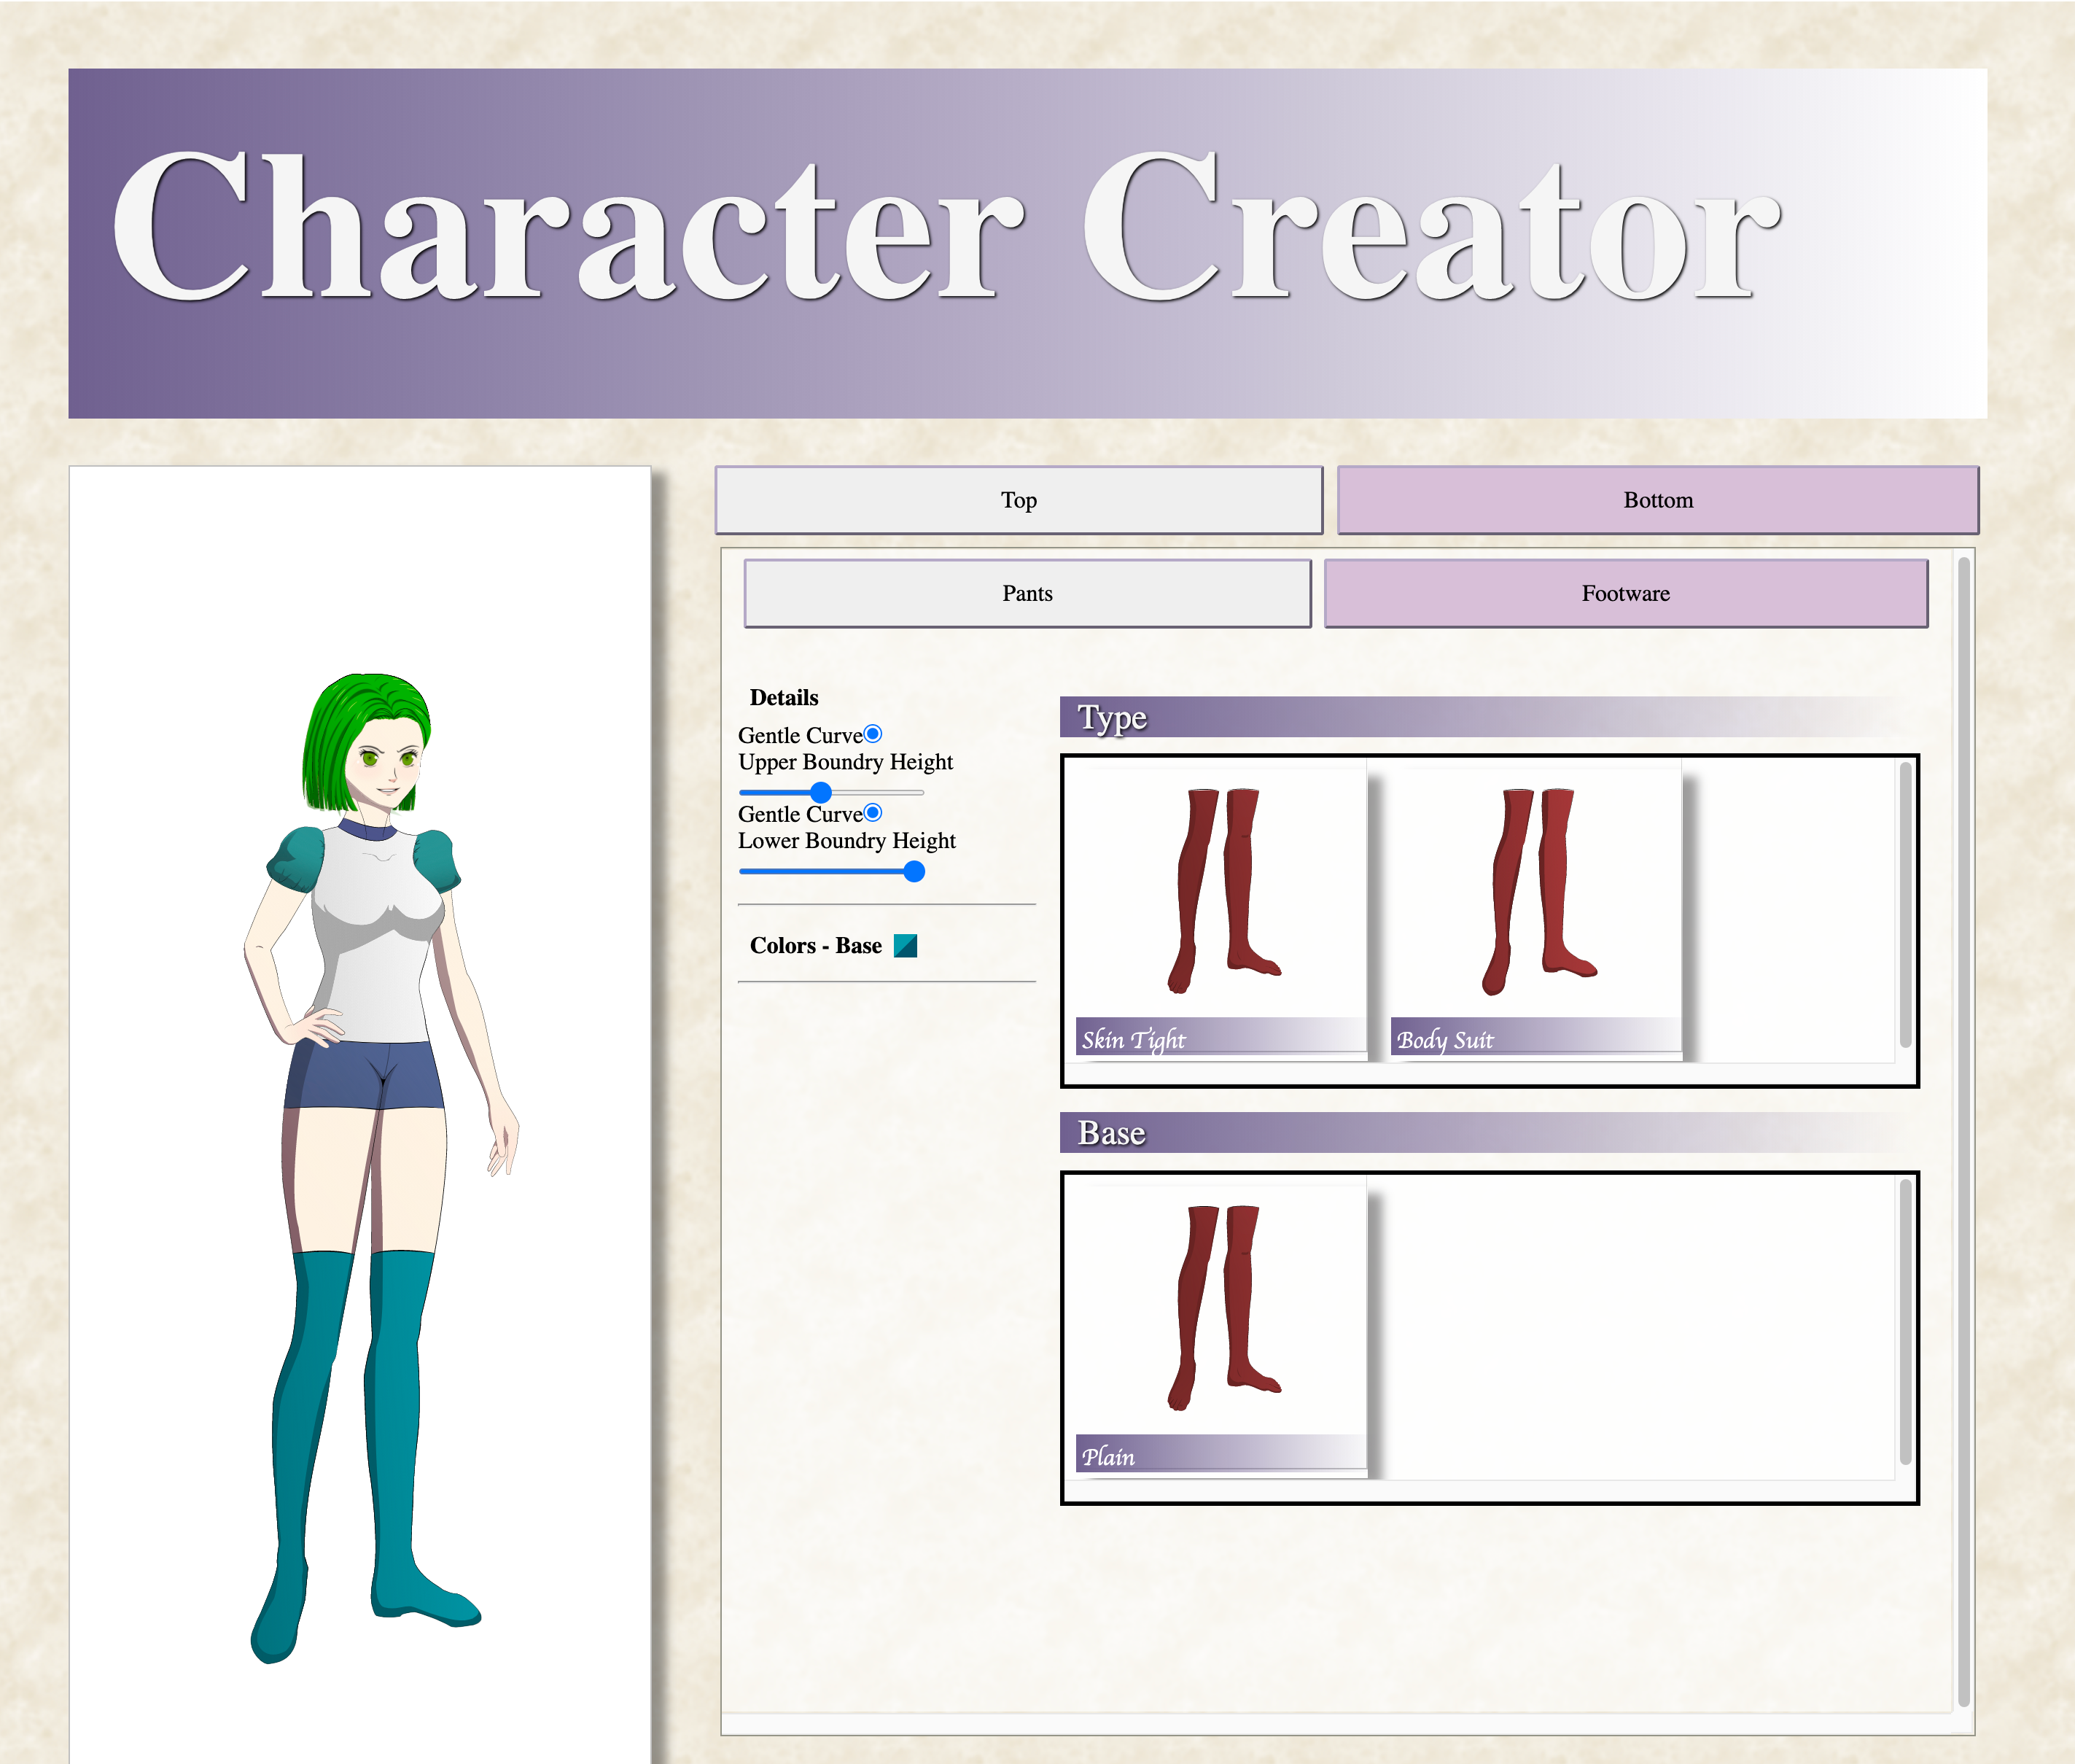 Character Creator
Top
Bottom
Pants
Footware
Details
Gentle Curve
Upper Boundry Height
Gentle Curve
Lower Boundry Height
Colors - Base
Type
Skin Tight
Body Suit
Base
Plain